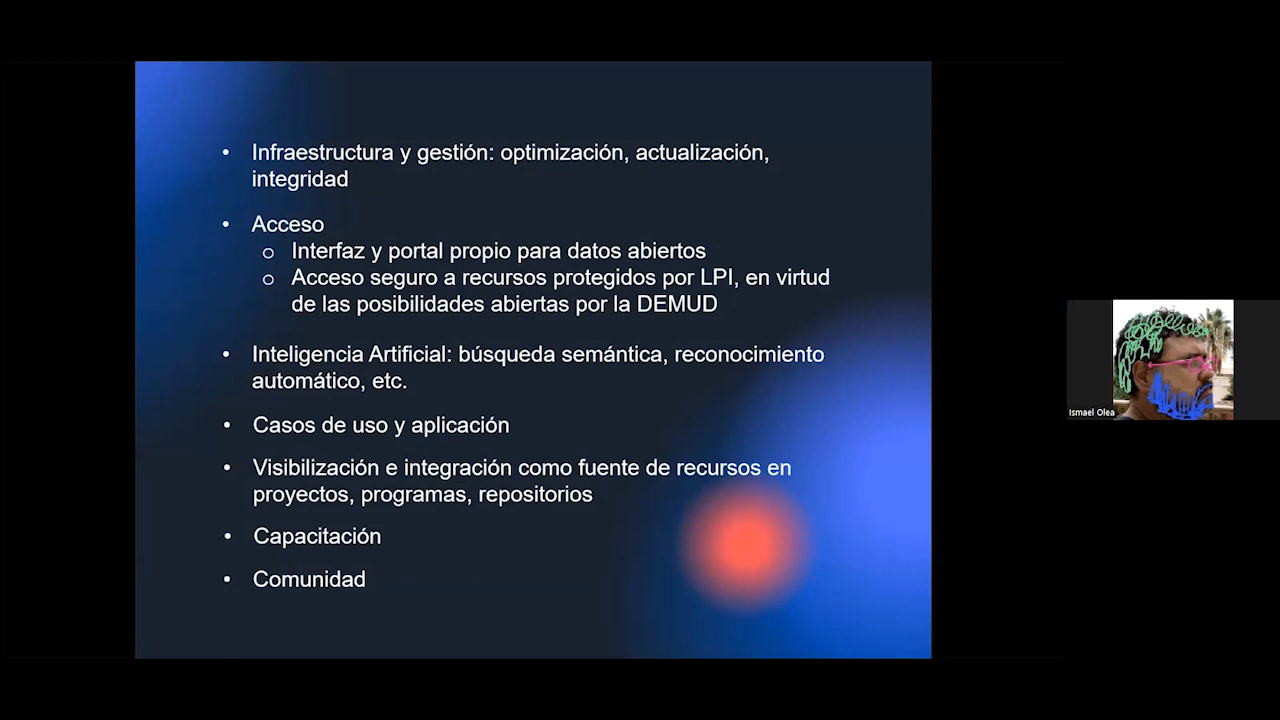 • Infraestructura y gestión: optimización, actualización,
integridad
• Acceso
o Interfaz y portal propio para datos abiertos
o Acceso seguro a recursos protegidos por LPI, en virtud
de las posibilidades abiertas por la DEMUD
• Inteligencia Artificial: búsqueda semántica, reconocimiento
automático, etc.
• Casos de uso y aplicación
• Visibilización e integración como fuente de recursos en
proyectos, programas, repositorios
• Capacitación
• Comunidad
Ismael Olea